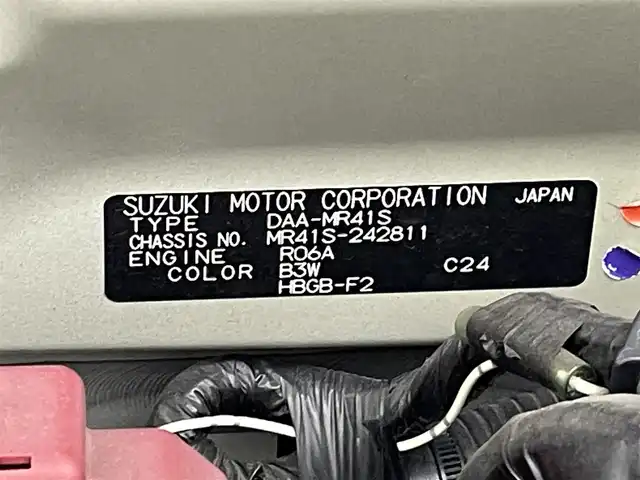 SUZUKI MOTOR CORPORATION JAPAN
TYPE DAA-MR41S
CHASSIS NO. MR41S-242811
ENGINE R06A
COLOR B3W C24
HBGB-F2